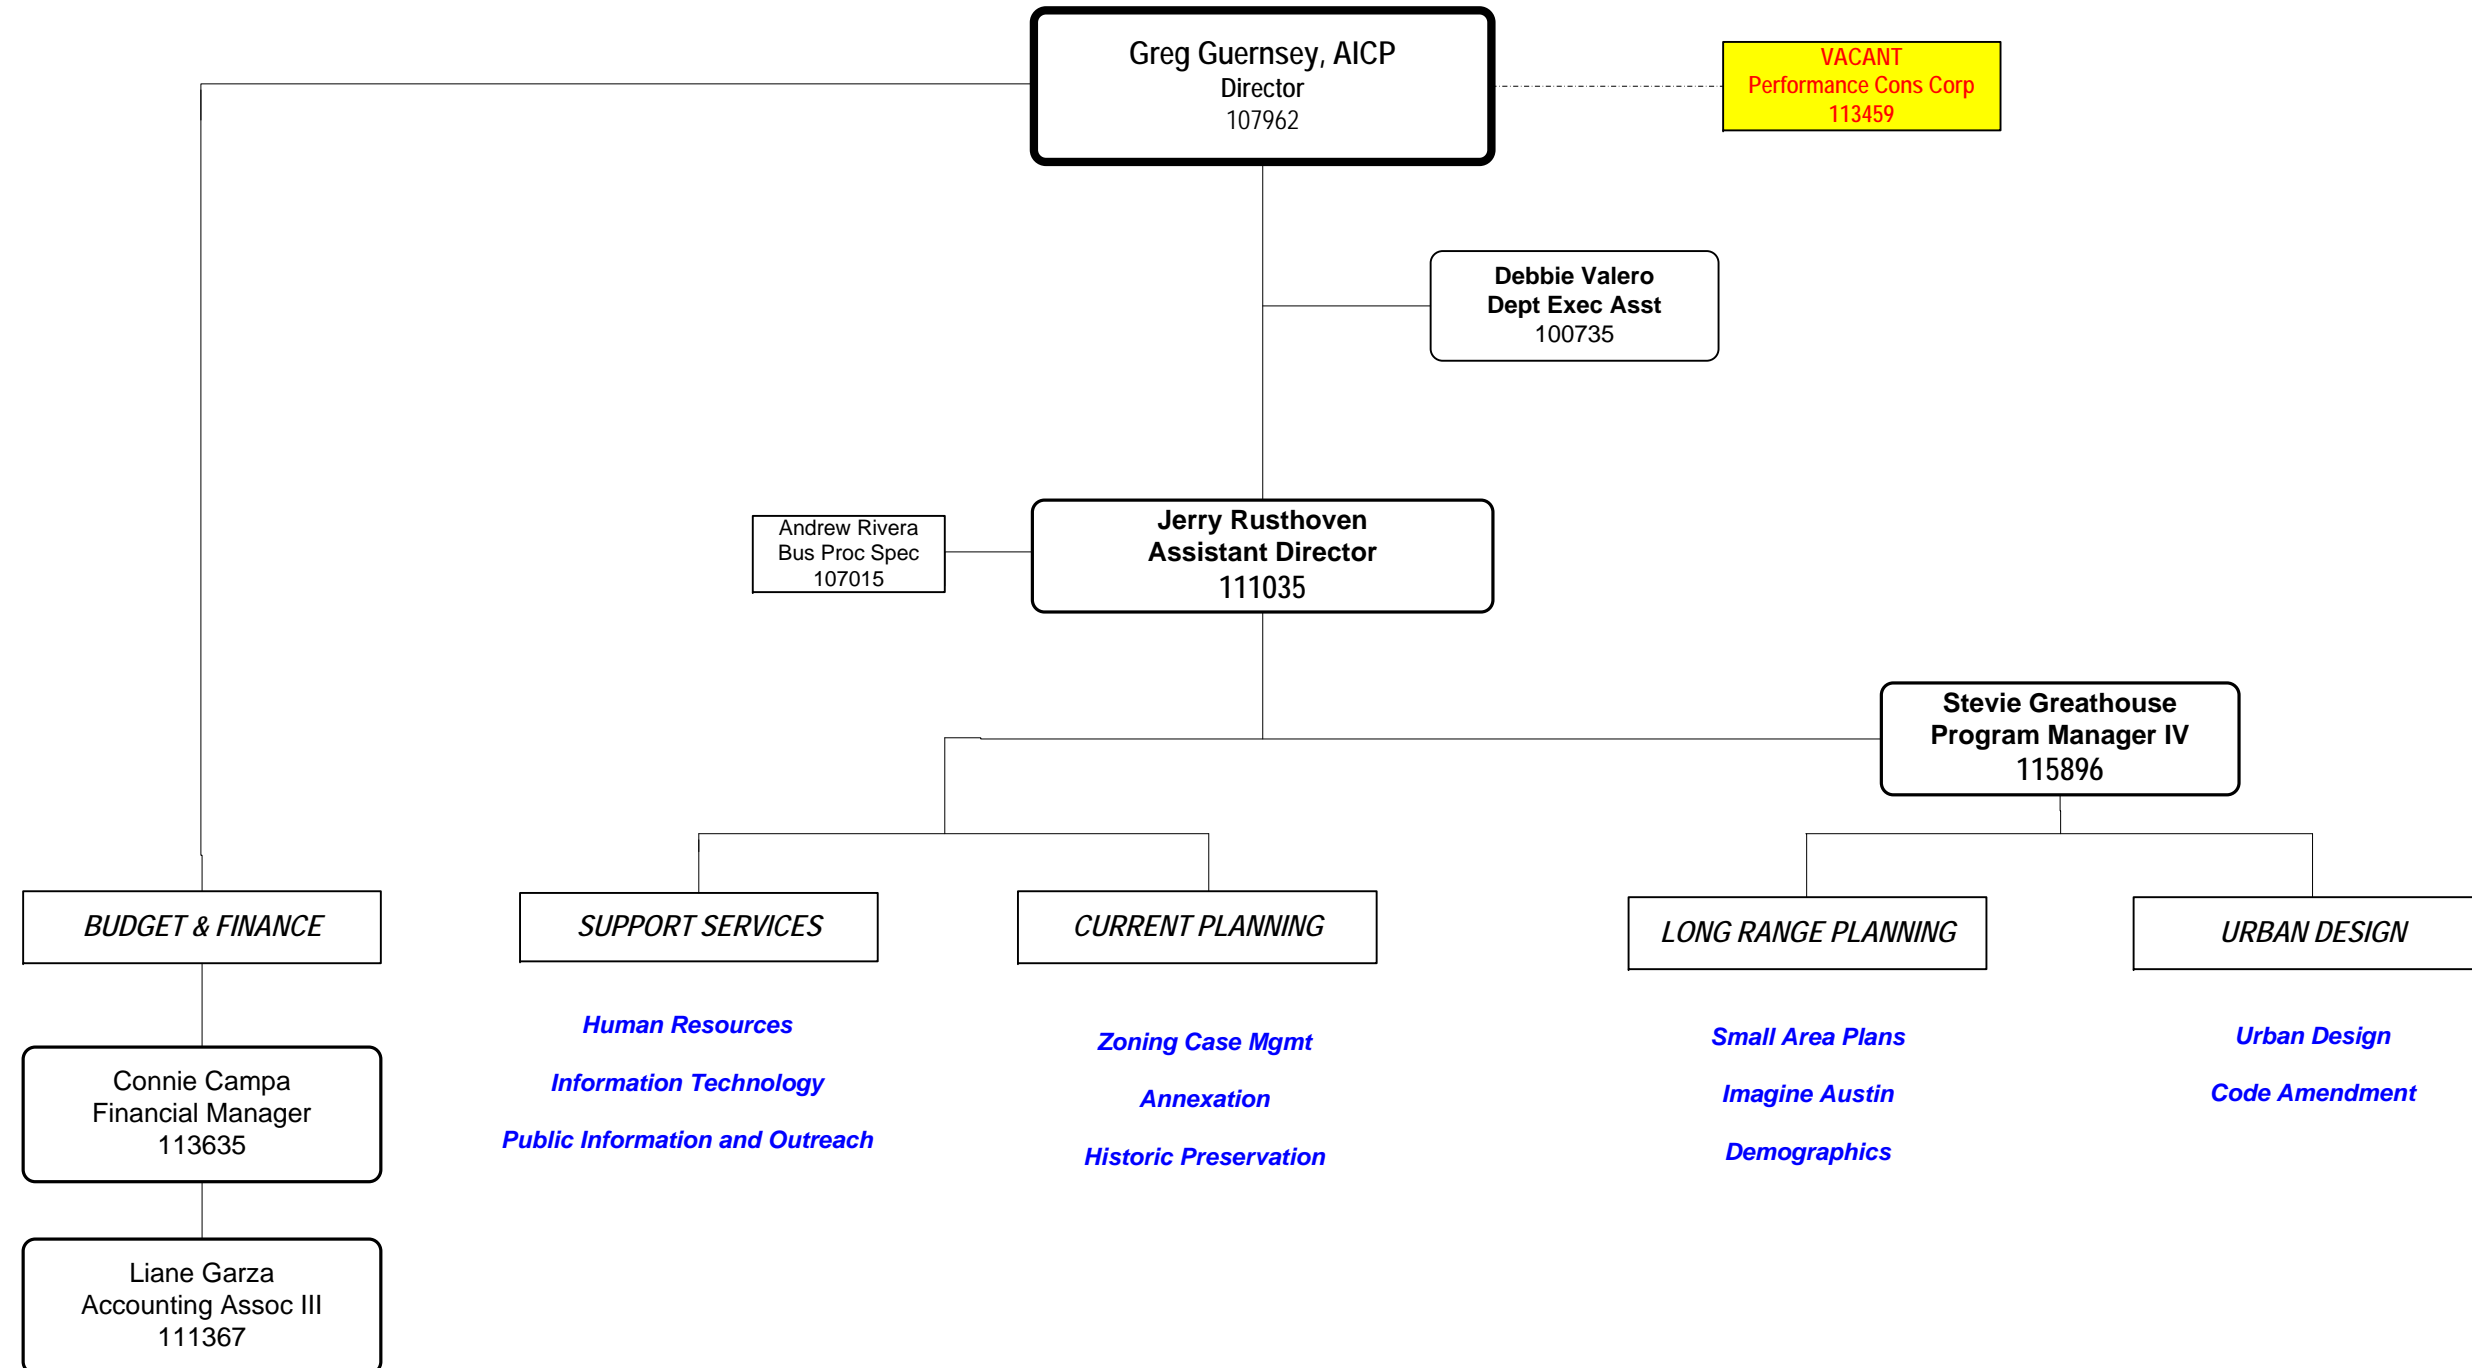 Greg Guernsey, AICP
Director
107962
VACANT
Performance Cons Corp
113459
Debbie Valero
Dept Exec Asst
100735
Andrew Rivera
Bus Proc Spec
107015
Jerry Rusthoven
Assistant Director
111035
Stevie Greathouse
Program Manager IV
115896
BUDGET & FINANCE
Connie Campa
Financial Manager
113635
Liane Garza
Accounting Assoc III
111367
SUPPORT SERVICES
Human Resources
Information Technology
Public Information and Outreach
CURRENT PLANNING
Zoning Case Mgmt
Annexation
Historic Preservation
LONG RANGE PLANNING
Small Area Plans
Imagine Austin
Demographics
URBAN DESIGN
Urban Design
Code Amendment